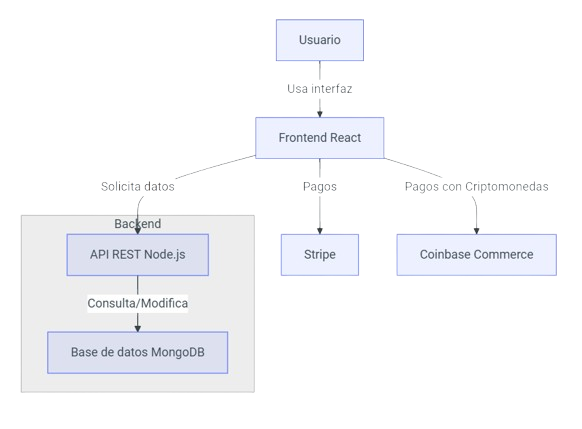 Usuario
Usa interfaz
Frontend React
Solicita datos
Pagos
Pagos con Criptomonedas
Backend
API REST Node.js
Stripe
Coinbase Commerce
Consulta/Modifica
Base de datos MongoDB